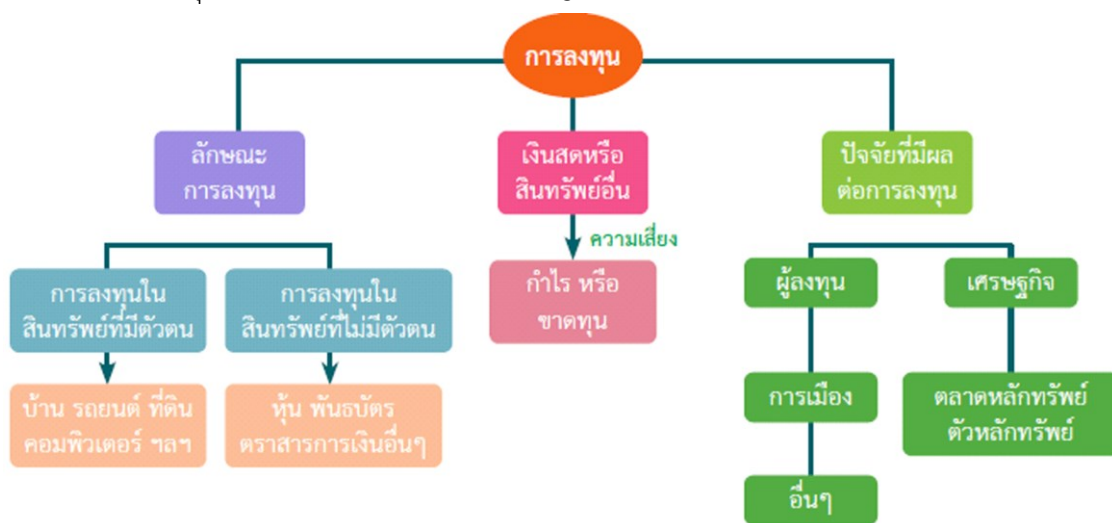 การลงทุน
ลักษณะ
การลงทุน
เงินสดหรือ
สินทรัพย์อื่น
ปัจจัยที่มีผล
ต่อการลงทุน
ความเสี่ยง
การลงทุนใน
สินทรัพย์ที่มีตัวตน
การลงทุนใน
สินทรัพย์ที่ไม่มีตัวตน
กำไร หรือ
ขาดทุน
ผู้ลงทุน
เศรษฐกิจ
บ้าน รถยนต์ ที่ดิน
คอมพิวเตอร์ ฯลฯ
หุ้น พันธบัตร
ตราสารการเงินอื่นๆ
การเมือง
ตลาดหลักทรัพย์
ตัวหลักทรัพย์
อื่นๆ